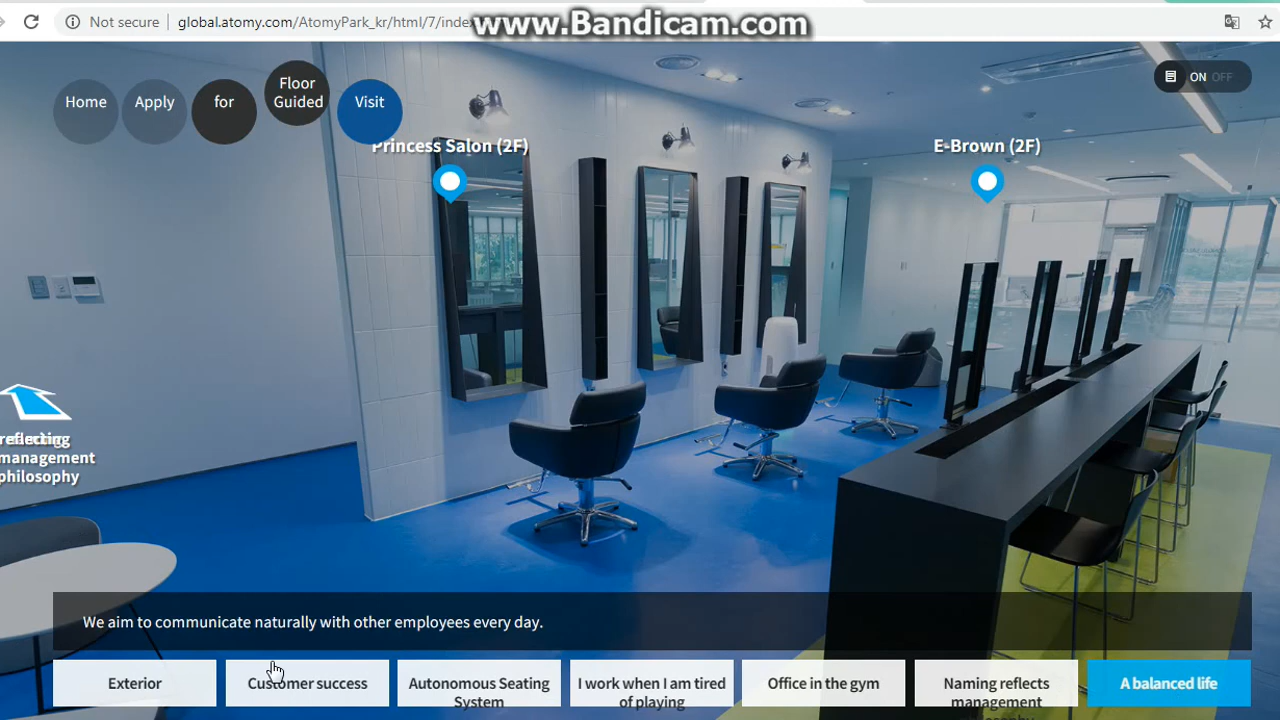 Not secure
global.atomy.com/AtomyPark_kr/html/7/inde
www.Bandicam.com
Home
Apply
for
Floor
Guided
Visit
ON OFF
Princess Salon (2F)
E-Brown (2F)
reflecting
management
philosophy
We aim to communicate naturally with other employees every day.
Exterior
Customer success
Autonomous Seating
System
I work when I am tired
of playing
Office in the gym
Naming reflects
management
A balanced life